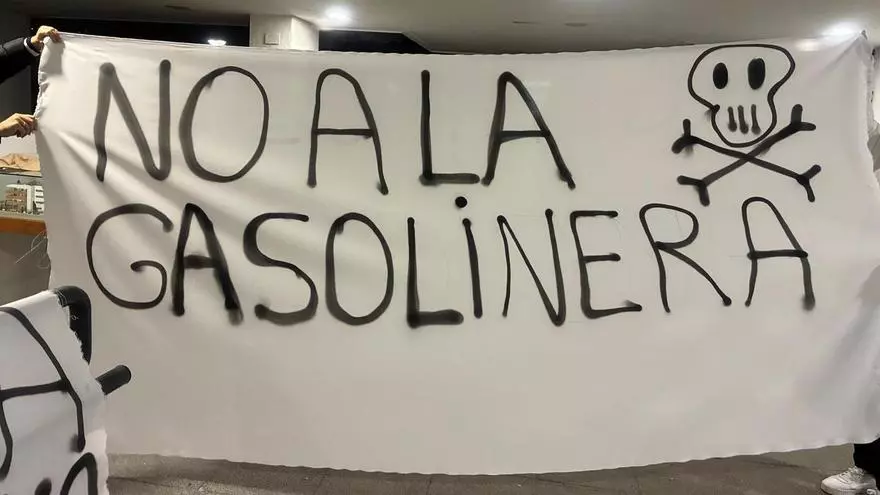 NO A LA
GASOLiNERA
A